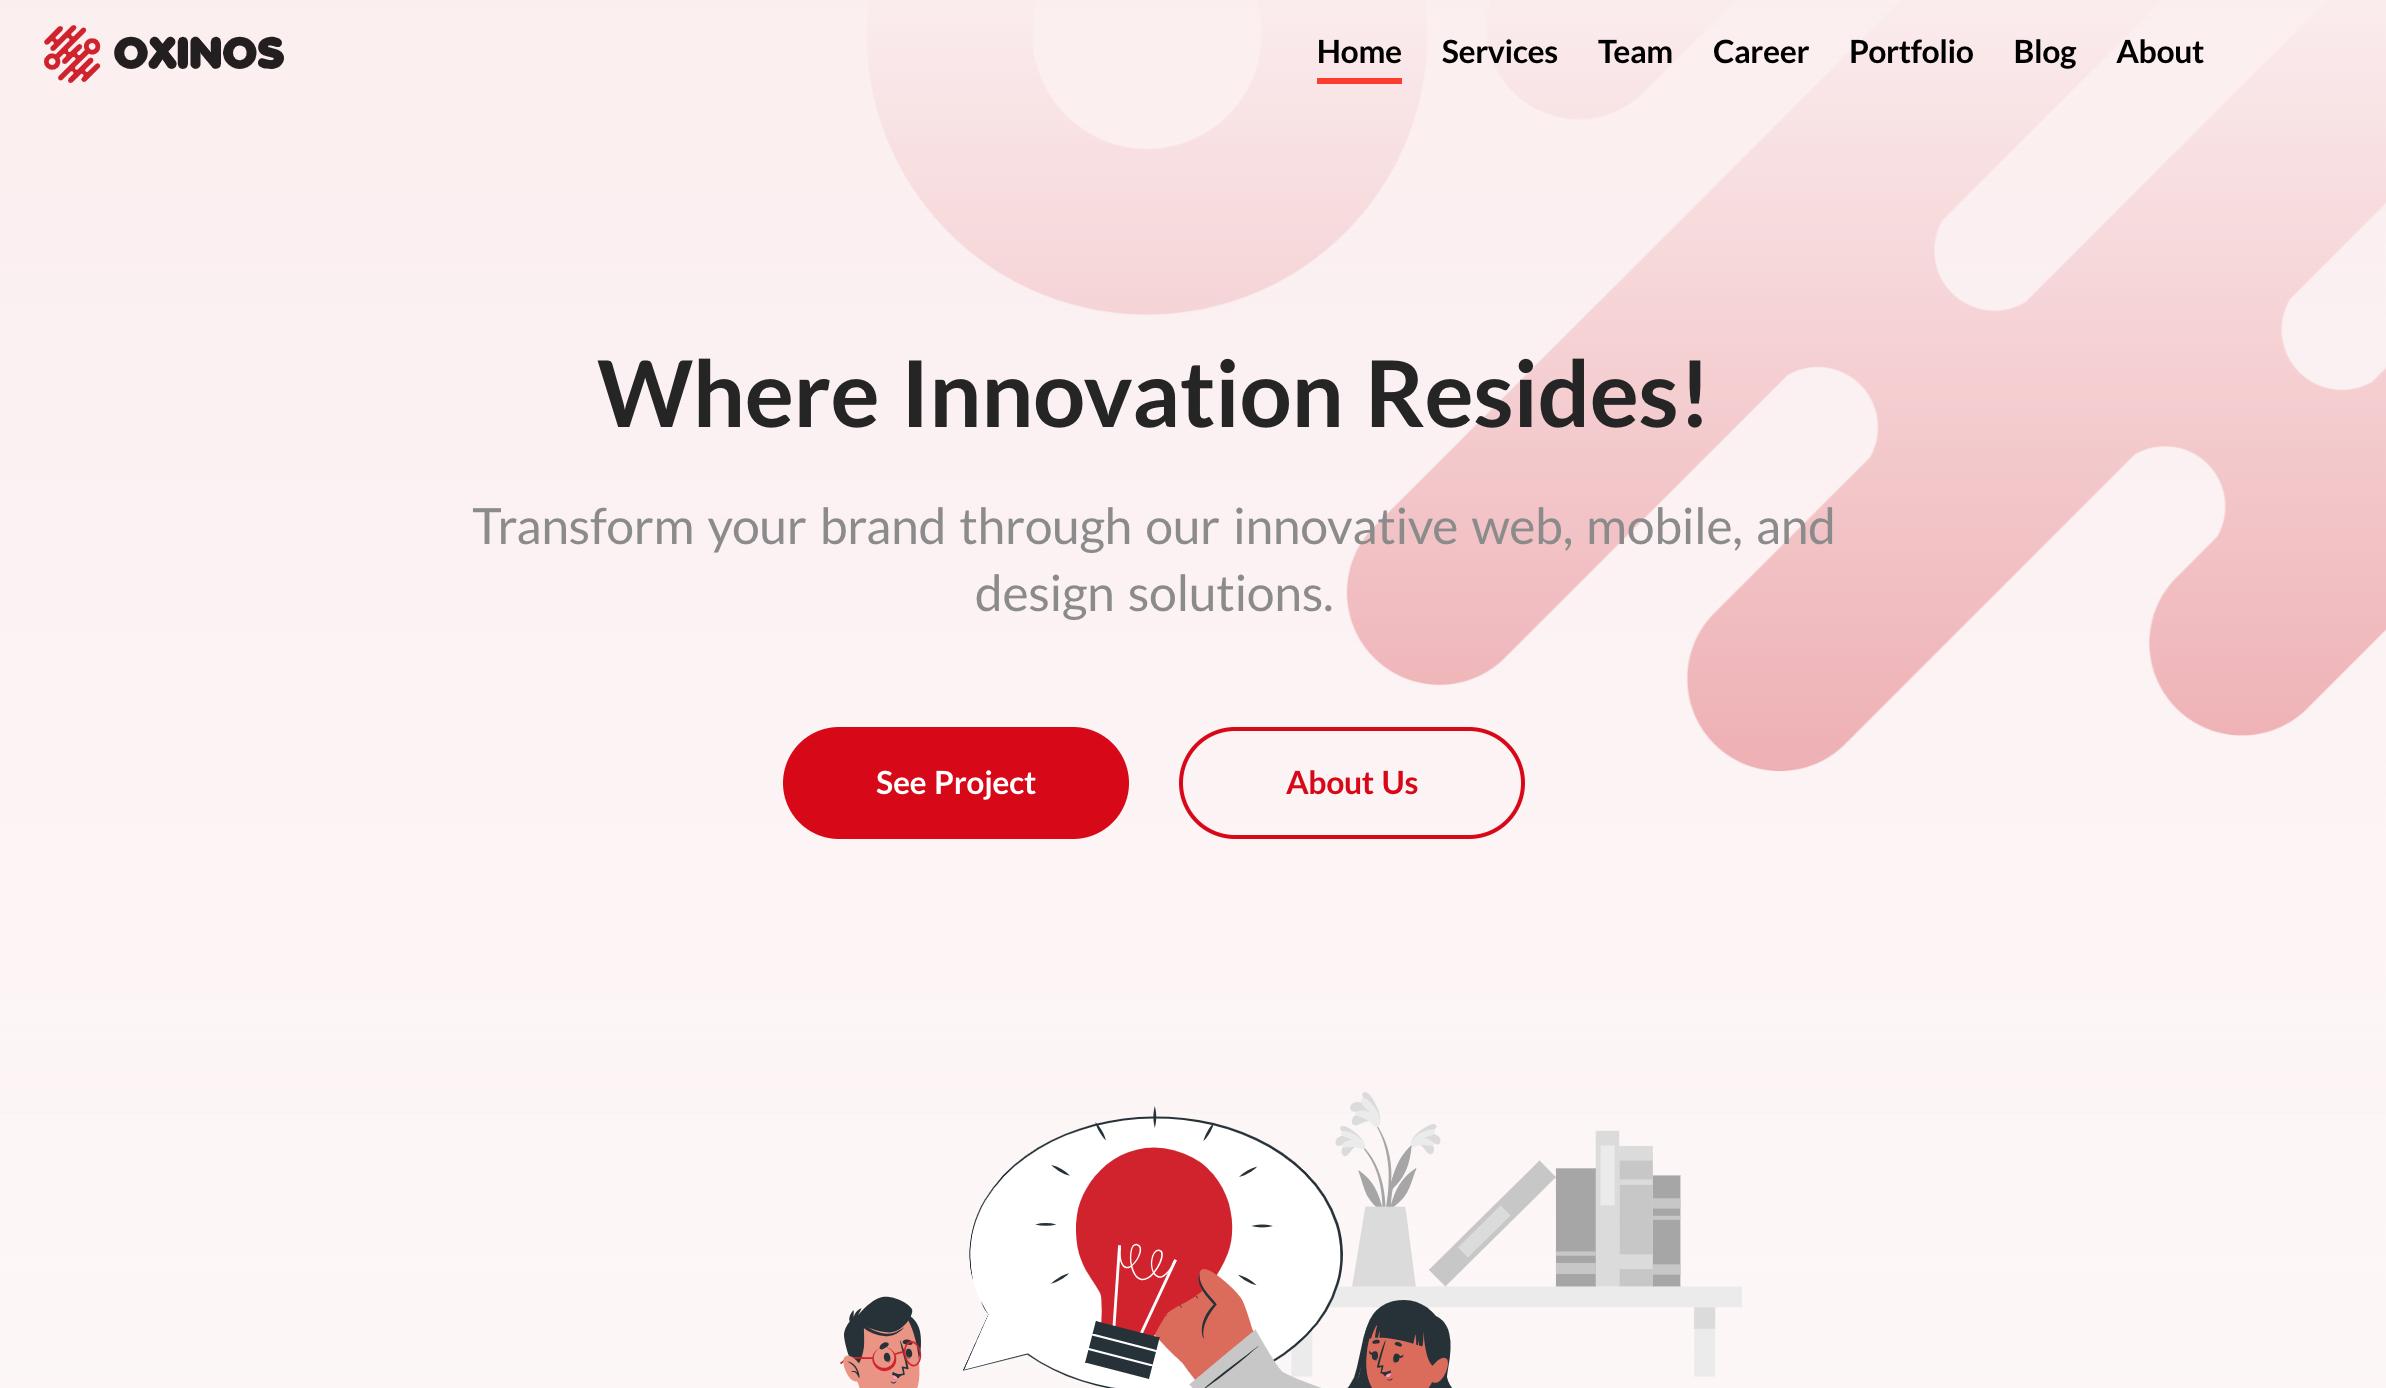 OXINOS
Home Services Team Career Portfolio Blog About
Where Innovation Resides!
Transform your brand through our innovative web, mobile, and
design solutions.
See Project About Us